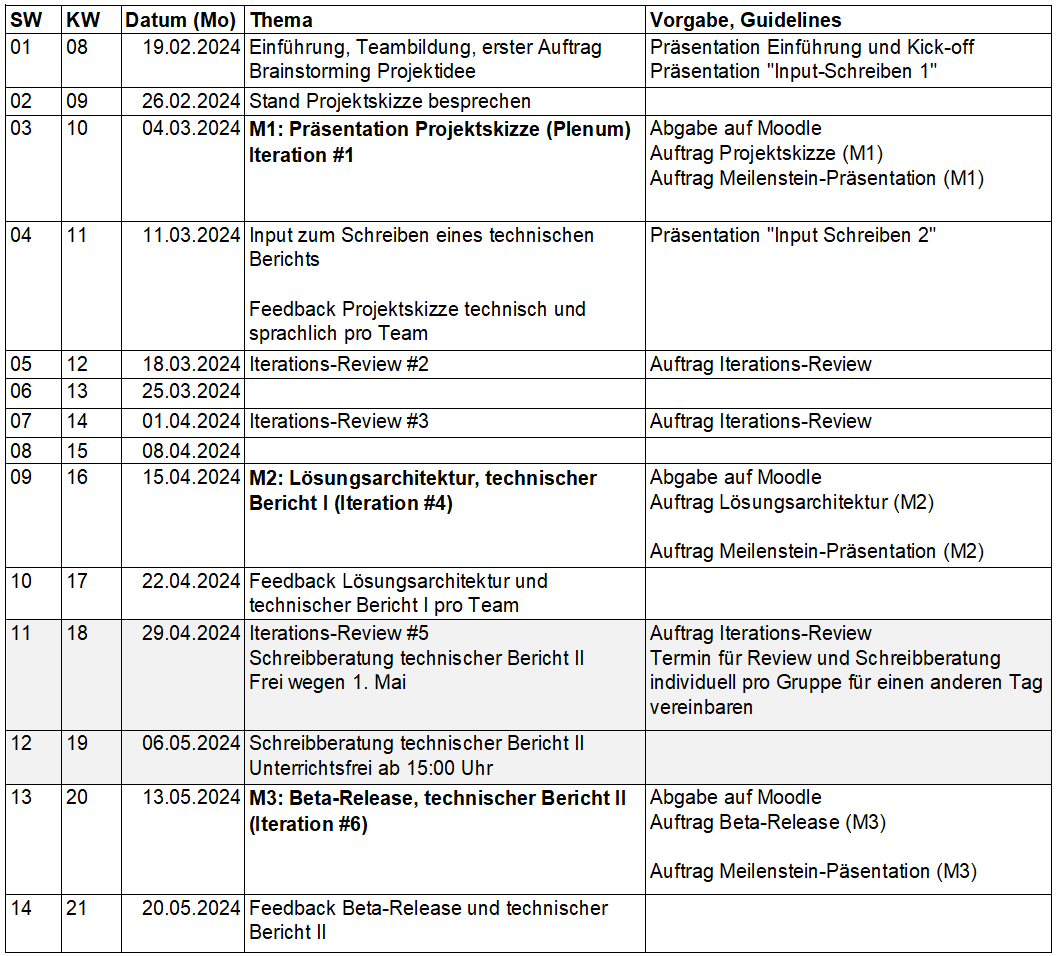 SW KW Datum (Mo) Thema Vorgabe, Guidelines
01 08 19.02.2024 Einführung, Teambildung, erster Auftrag Präsentation Einführung und Kick-off
Brainstorming Projektidee Präsentation "Input-Schreiben 1"
02 09 26.02.2024 Stand Projektskizze besprechen
03 10 04.03.2024 M1: Präsentation Projektskizze (Plenum) Abgabe auf Moodle
Iteration #1 Auftrag Projektskizze (M1)
Auftrag Meilenstein-Präsentation (M1)
04 11 11.03.2024 Input zum Schreiben eines technischen Präsentation "Input Schreiben 2"
Berichts
Feedback Projektskizze technisch und
sprachlich pro Team
05 12 18.03.2024 Iterations-Review #2 Auftrag Iterations-Review
06 13 25.03.2024
07 14 01.04.2024 Iterations-Review #3 Auftrag Iterations-Review
08 15 08.04.2024
09 16 15.04.2024 M2: Lösungsarchitektur, technischer Abgabe auf Moodle
Bericht I (Iteration #4) Auftrag Lösungsarchitektur (M2)
Auftrag Meilenstein-Präsentation (M2)
10 17 22.04.2024 Feedback Lösungsarchitektur und
technischer Bericht I pro Team
11 18 29.04.2024 Iterations-Review #5 Auftrag Iterations-Review
Schreibberatung technischer Bericht II Termin für Review und Schreibberatung
Frei wegen 1. Mai individuell pro Gruppe für einen anderen Tag
vereinbaren
12 19 06.05.2024 Schreibberatung technischer Bericht II
Unterrichtsfrei ab 15:00 Uhr
13 20 13.05.2024 M3: Beta-Release, technischer Bericht II Abgabe auf Moodle
(Iteration #6) Auftrag Beta-Release (M3)
Auftrag Meilenstein-Päsentation (M3)
14 21 20.05.2024 Feedback Beta-Release und technischer
Bericht II